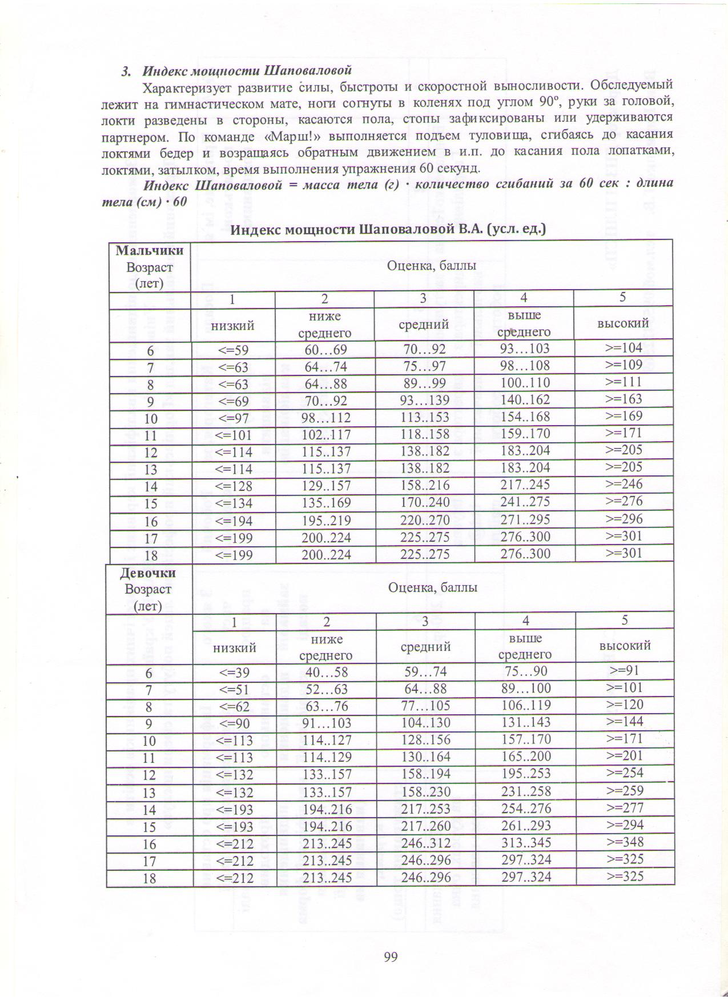 3. Индекс мощности Шаповаловой
Характеризует развитие силы, быстроты и скоростной выносливости. Обследуемый
лежит на гимнастическом мате, ноги согнуты в коленях под углом 90º, руки за головой,
локти разведены в стороны, касаются пола, стопы зафиксированы или удерживаются
партнером. По команде «Марш!» выполняется подъем туловища, сгибаясь до касания
локтями бедер и возращаясь обратным движением в и.п. до касания пола лопатками,
локтями, затылком, время выполнения упражнения 60 секунд.
Индекс Шаповаловой = масса тела (г) · количество сгибаний за 60 сек : длина
тела (см) · 60
Индекс мощности Шаповаловой В.А. (усл. ед.)
Мальчики
Возраст
(лет)
Оценка, баллы
1 2 3 4 5
низкий ниже среднего средний выше среднего высокий
6 <=59 60...69 70...92 93...103 >=104
7 <=63 64...74 75...97 98...108 >=109
8 <=63 64...88 89...99 100..110 >=111
9 <=69 70...92 93...139 140..162 >=163
10 <=97 98...112 113..153 154..168 >=169
11 <=101 102..117 118..158 159..170 >=171
12 <=114 115..137 138..182 183..204 >=205
13 <=114 115..137 138..182 183..204 >=205
14 <=128 129..157 158..216 217..245 >=246
15 <=134 135..169 170..240 241..275 >=276
16 <=194 195..219 220..270 271..295 >=296
17 <=199 200..224 225..275 276..300 >=301
18 <=199 200..224 225..275 276..300 >=301
Девочки
Возраст
(лет)
Оценка, баллы
1 2 3 4 5
низкий ниже среднего средний выше среднего высокий
6 <=39 40...58 59...74 75...90 >=91
7 <=51 52...63 64...88 89...100 >=101
8 <=62 63...76 77...105 106..119 >=120
9 <=90 91...103 104..130 131..143 >=144
10 <=113 114..127 128..156 157..170 >=171
11 <=113 114..129 130..164 165..200 >=201
12 <=132 133..157 158..194 195..253 >=254
13 <=132 133..157 158..230 231..258 >=259
14 <=193 194..216 217..253 254..276 >=277
15 <=193 194..216 217..260 261..293 >=294
16 <=212 213..245 246..312 313..345 >=348
17 <=212 213..245 246..296 297..324 >=325
18 <=212 213..245 246..296 297..324 >=325
99